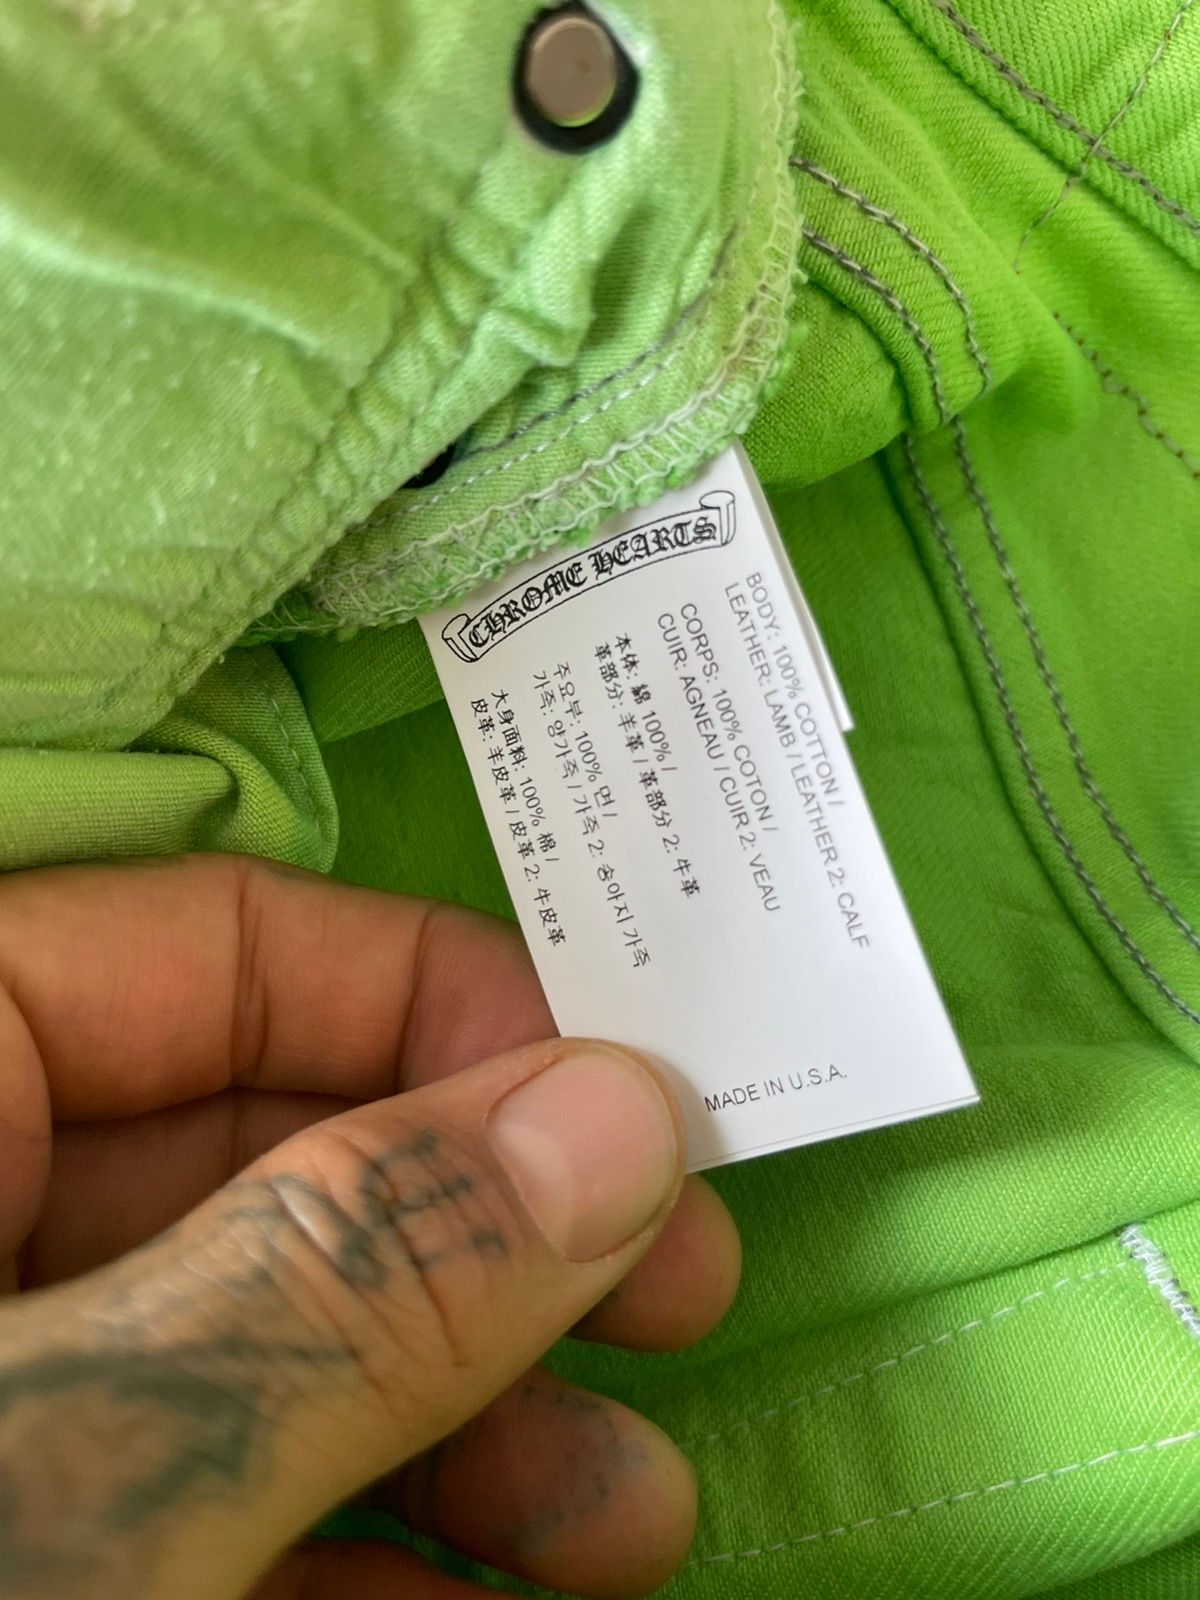 CHROME HEARTS
BODY: 100% COTTON /
LEATHER: LAMB / LEATHER 2: CALF
CORPS: 100% COTON /
CUIR: AGNEAU / CUIR 2: VEAU
本体: 綿 100% /
革部分: 羊革 / 革部分 2: 牛革
주요부: 100% 면 /
가죽: 양가죽 / 가죽 2: 송아지 가죽
大身面料: 100% 棉 /
皮革: 羊皮革 / 皮革 2: 牛皮革
MADE IN U.S.A.